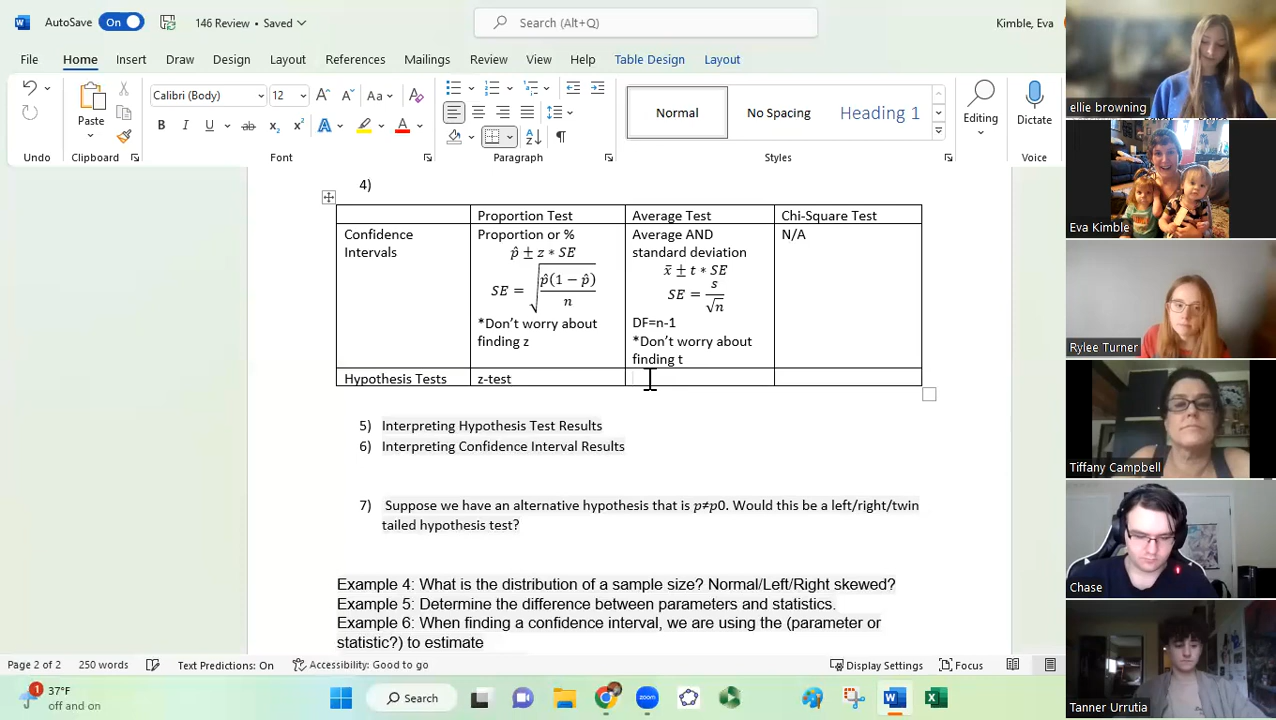 AutoSave On 146 Review • Saved Search (Alt+Q) Kimble, Eva
File Home Insert Draw Design Layout References Mailings Review View Help Table Design Layout
Calibri (Body) 12 Aa
Paste
B I U ab x₂ x² A A
Normal No Spacing Heading 1
Editing Dictate
Undo Clipboard Font Paragraph Styles Voice
4)
Proportion Test Average Test Chi-Square Test
Confidence Intervals
Proportion or %
p̂ ± z * SE
SE = √(p̂(1 − p̂)/n)
*Don't worry about
finding z
Average AND
standard deviation
x̄ ± t * SE
SE = s/√n
DF=n-1
*Don't worry about
finding t
N/A
Hypothesis Tests z-test
5) Interpreting Hypothesis Test Results
6) Interpreting Confidence Interval Results
7) Suppose we have an alternative hypothesis that is p≠p0. Would this be a left/right/twin
tailed hypothesis test?
Example 4: What is the distribution of a sample size? Normal/Left/Right skewed?
Example 5: Determine the difference between parameters and statistics.
Example 6: When finding a confidence interval, we are using the (parameter or
statistic?) to estimate
Page 2 of 2 250 words Text Predictions: On Accessibility: Good to go Display Settings Focus
1 37°F
off and on
Search
zoom
ellie browning
Eva Kimble
Rylee Turner
Tiffany Campbell
Chase
Tanner Urrutia